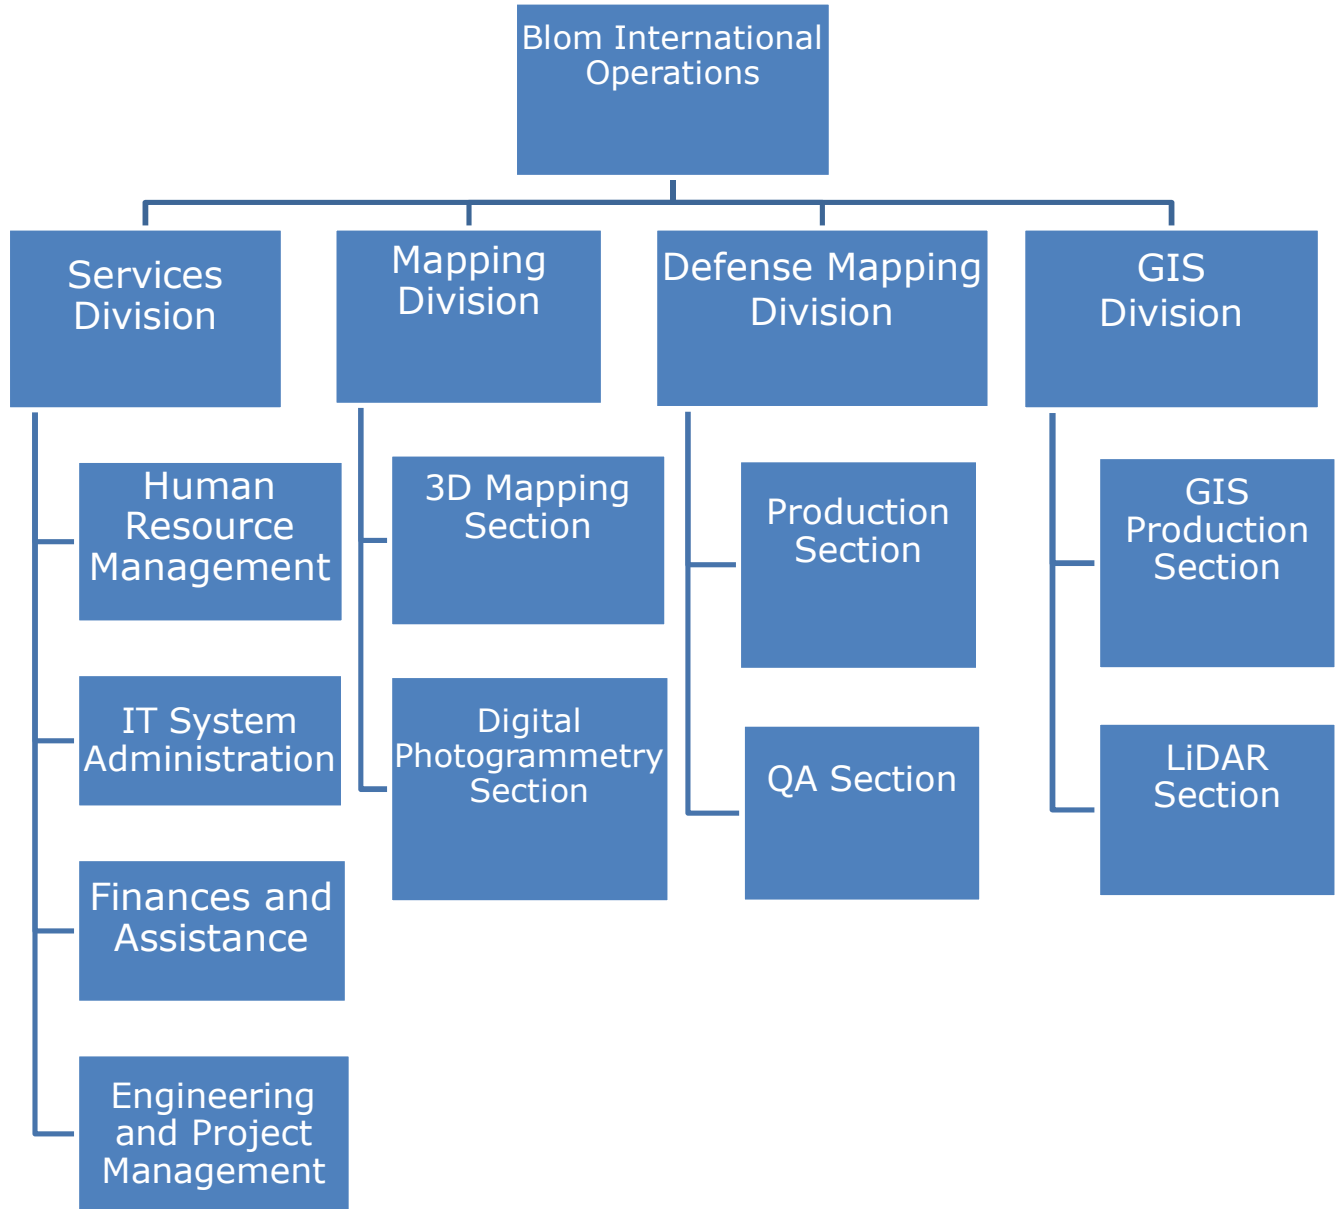 Blom International
Operations
Services
Division
Mapping
Division
Defense Mapping
Division
GIS
Division
Human
Resource
Management
IT System
Administration
Finances and
Assistance
Engineering
and Project
Management
3D Mapping
Section
Digital
Photogrammetry
Section
Production
Section
QA Section
GIS
Production
Section
LiDAR
Section